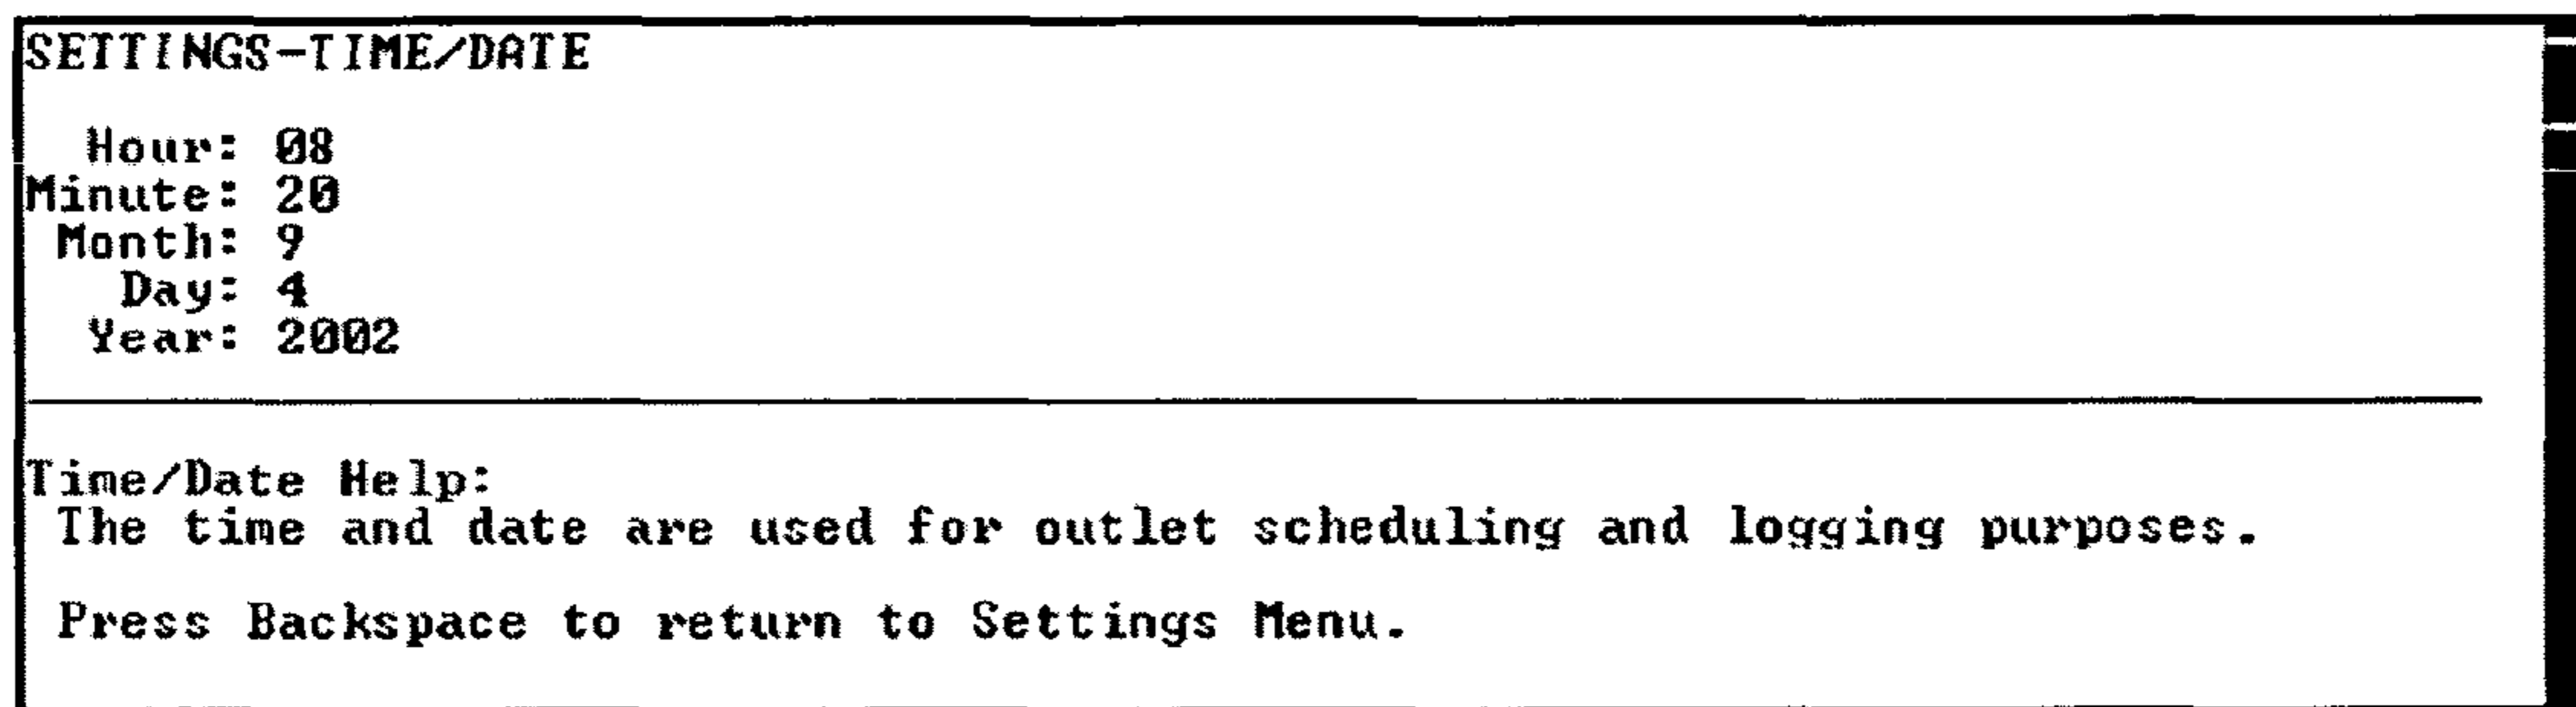 SETTINGS-TIME/DATE
Hour: 08
Minute: 20
Month: 9
Day: 4
Year: 2002
Time/Date Help:
The time and date are used for outlet scheduling and logging purposes.
Press Backspace to return to Settings Menu.